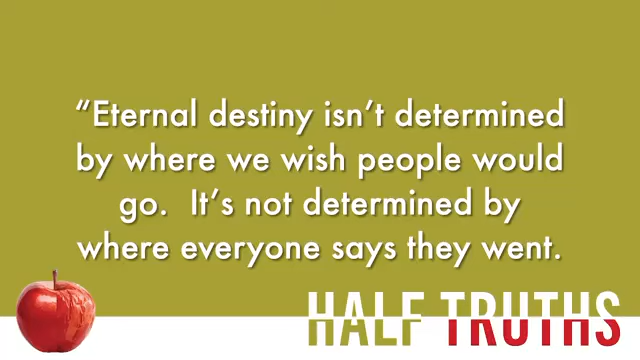 “Eternal destiny isn’t determined
by where we wish people would
go.  It’s not determined by
where everyone says they went.
HALF TRUTHS